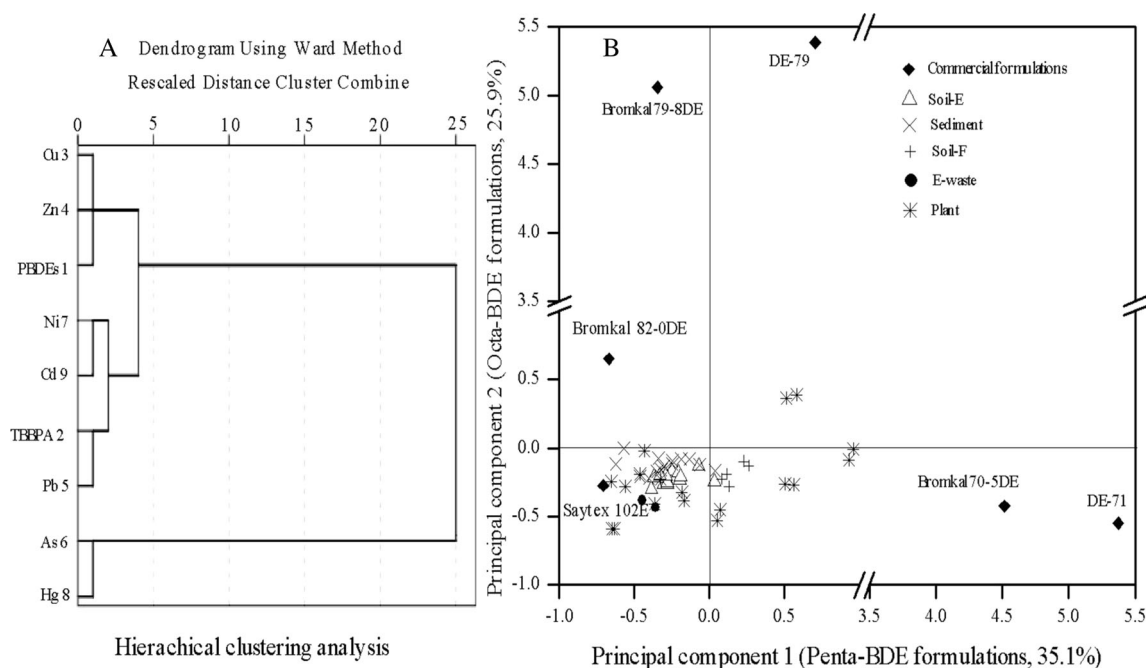 A
Dendrogram Using Ward Method
Rescaled Distance Cluster Combine
0 5 10 15 20 25
Cu 3
Zn 4
PBDEs 1
Ni 7
Cd 9
TBBPA 2
Pb 5
As 6
Hg 8
Hierachical clustering analysis
B
Principal component 2 (Octa-BDE formulations, 25.9%)
5.5
5.0
4.5
4.0
3.5
0.5
0.0
-0.5
-1.0
DE-79
Bromkal79-8DE
Commercial formulations
Soil-E
Sediment
Soil-F
E-waste
Plant
Bromkal 82-0DE
Saytex 102E
Bromkal70-5DE
DE-71
-1.0 -0.5 0.0 0.5 3.5 4.0 4.5 5.0 5.5
Principal component 1 (Penta-BDE formulations, 35.1%)